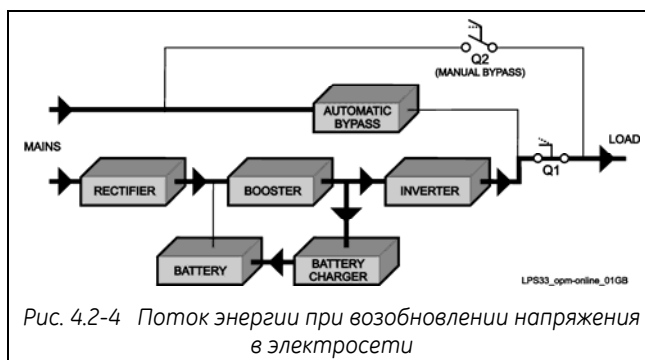 Q2
(MANUAL BYPASS)
AUTOMATIC
BYPASS
MAINS
LOAD
Q1
RECTIFIER
BOOSTER
INVERTER
BATTERY
BATTERY
CHARGER
LPS33_opm-online_01GB
Рис. 4.2-4 Поток энергии при возобновлении напряжения
в электросети